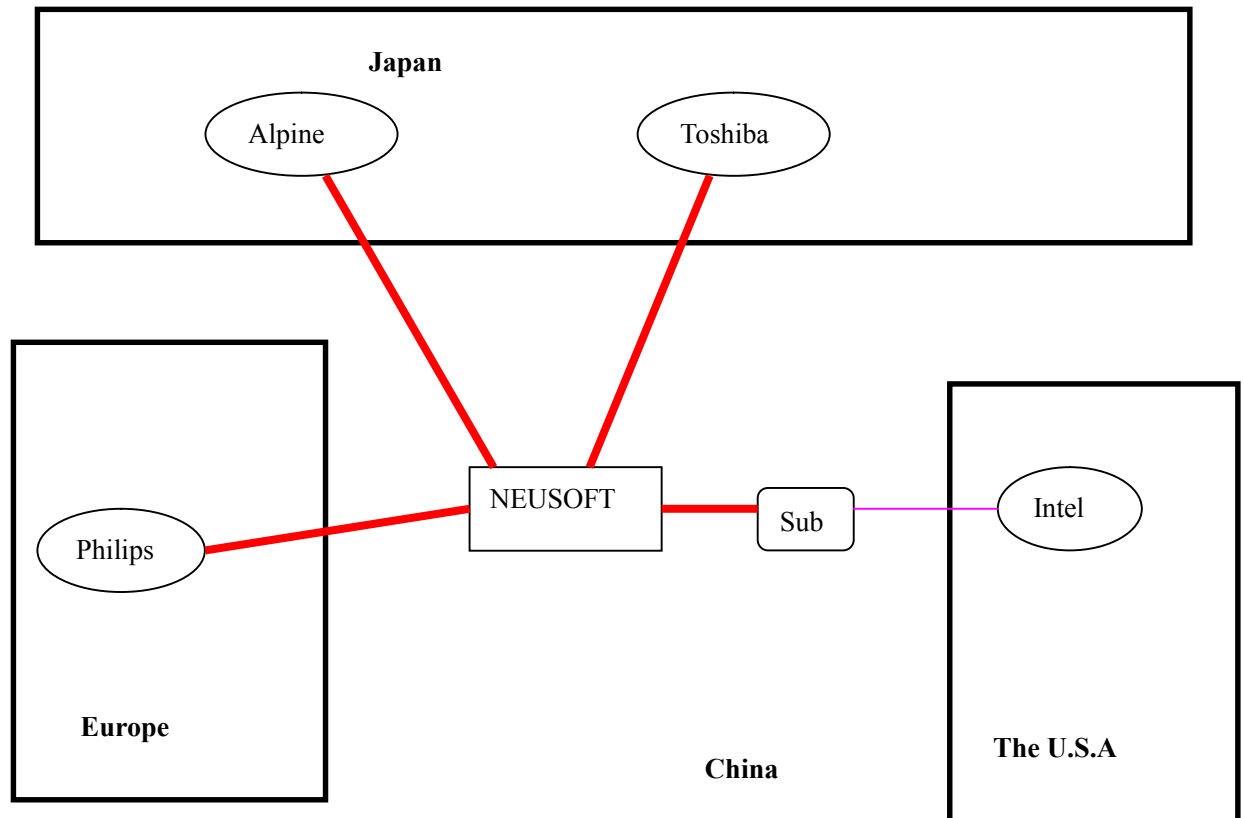 Japan
Alpine
Toshiba
NEUSOFT
Sub
Intel
Philips
Europe
China
The U.S.A